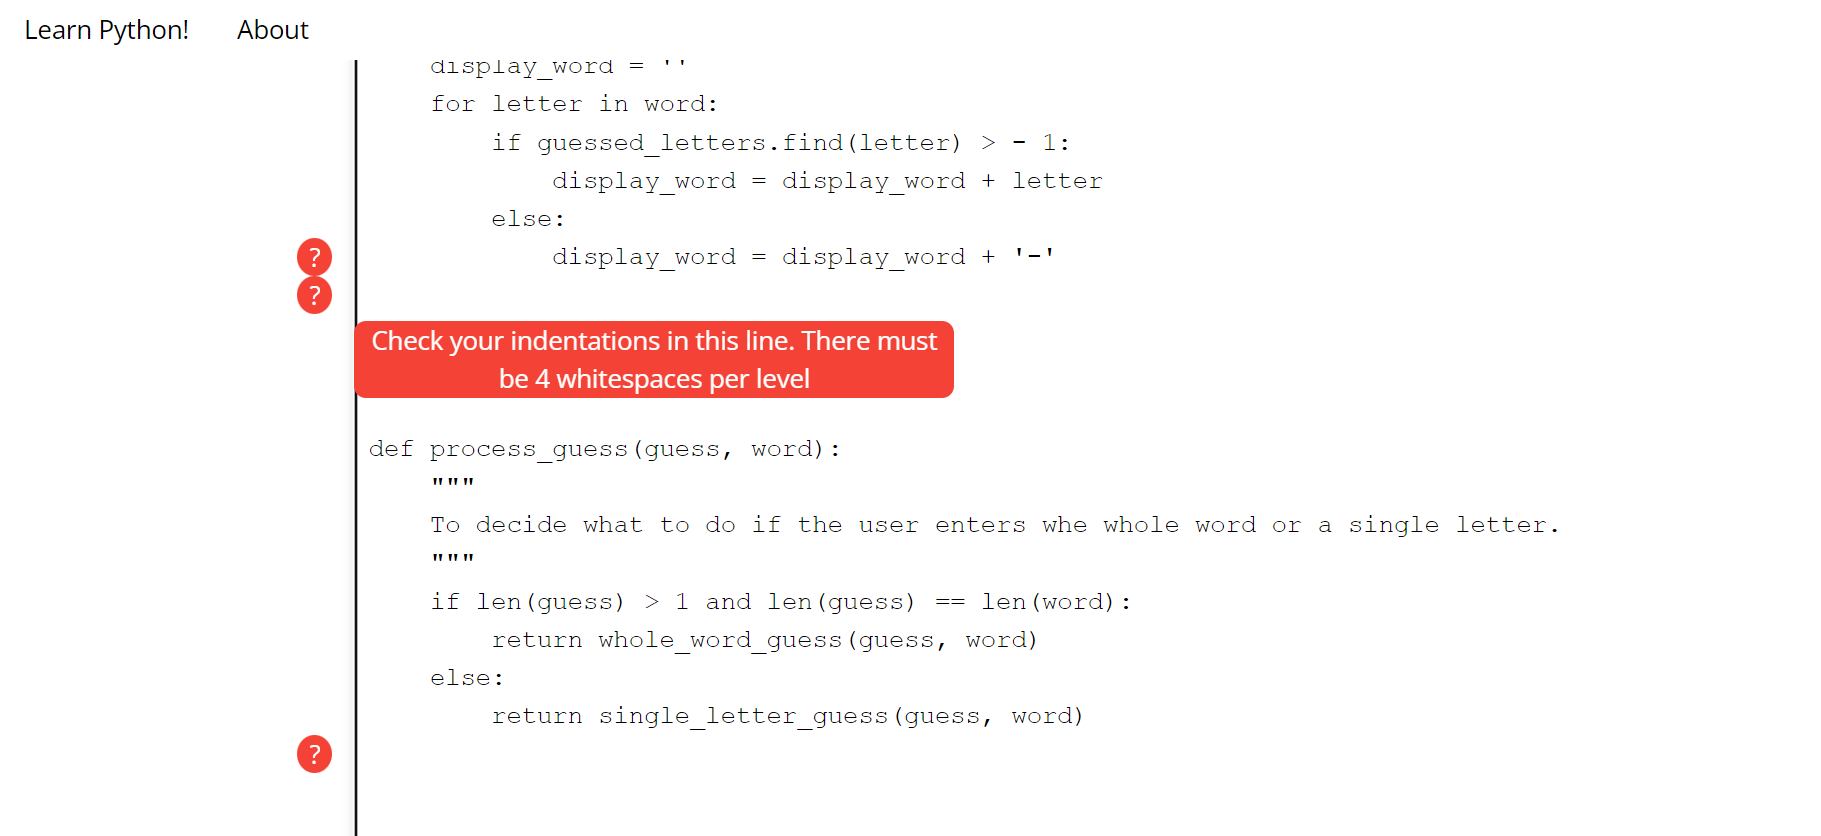 Learn Python! About
    display_word = ''
    for letter in word:
        if guessed_letters.find(letter) > - 1:
            display_word = display_word + letter
        else:
?            display_word = display_word + '-'
?
Check your indentations in this line. There must
be 4 whitespaces per level
def process_guess(guess, word):
    """
    To decide what to do if the user enters whe whole word or a single letter.
    """
    if len(guess) > 1 and len(guess) == len(word):
        return whole_word_guess(guess, word)
    else:
        return single_letter_guess(guess, word)
?